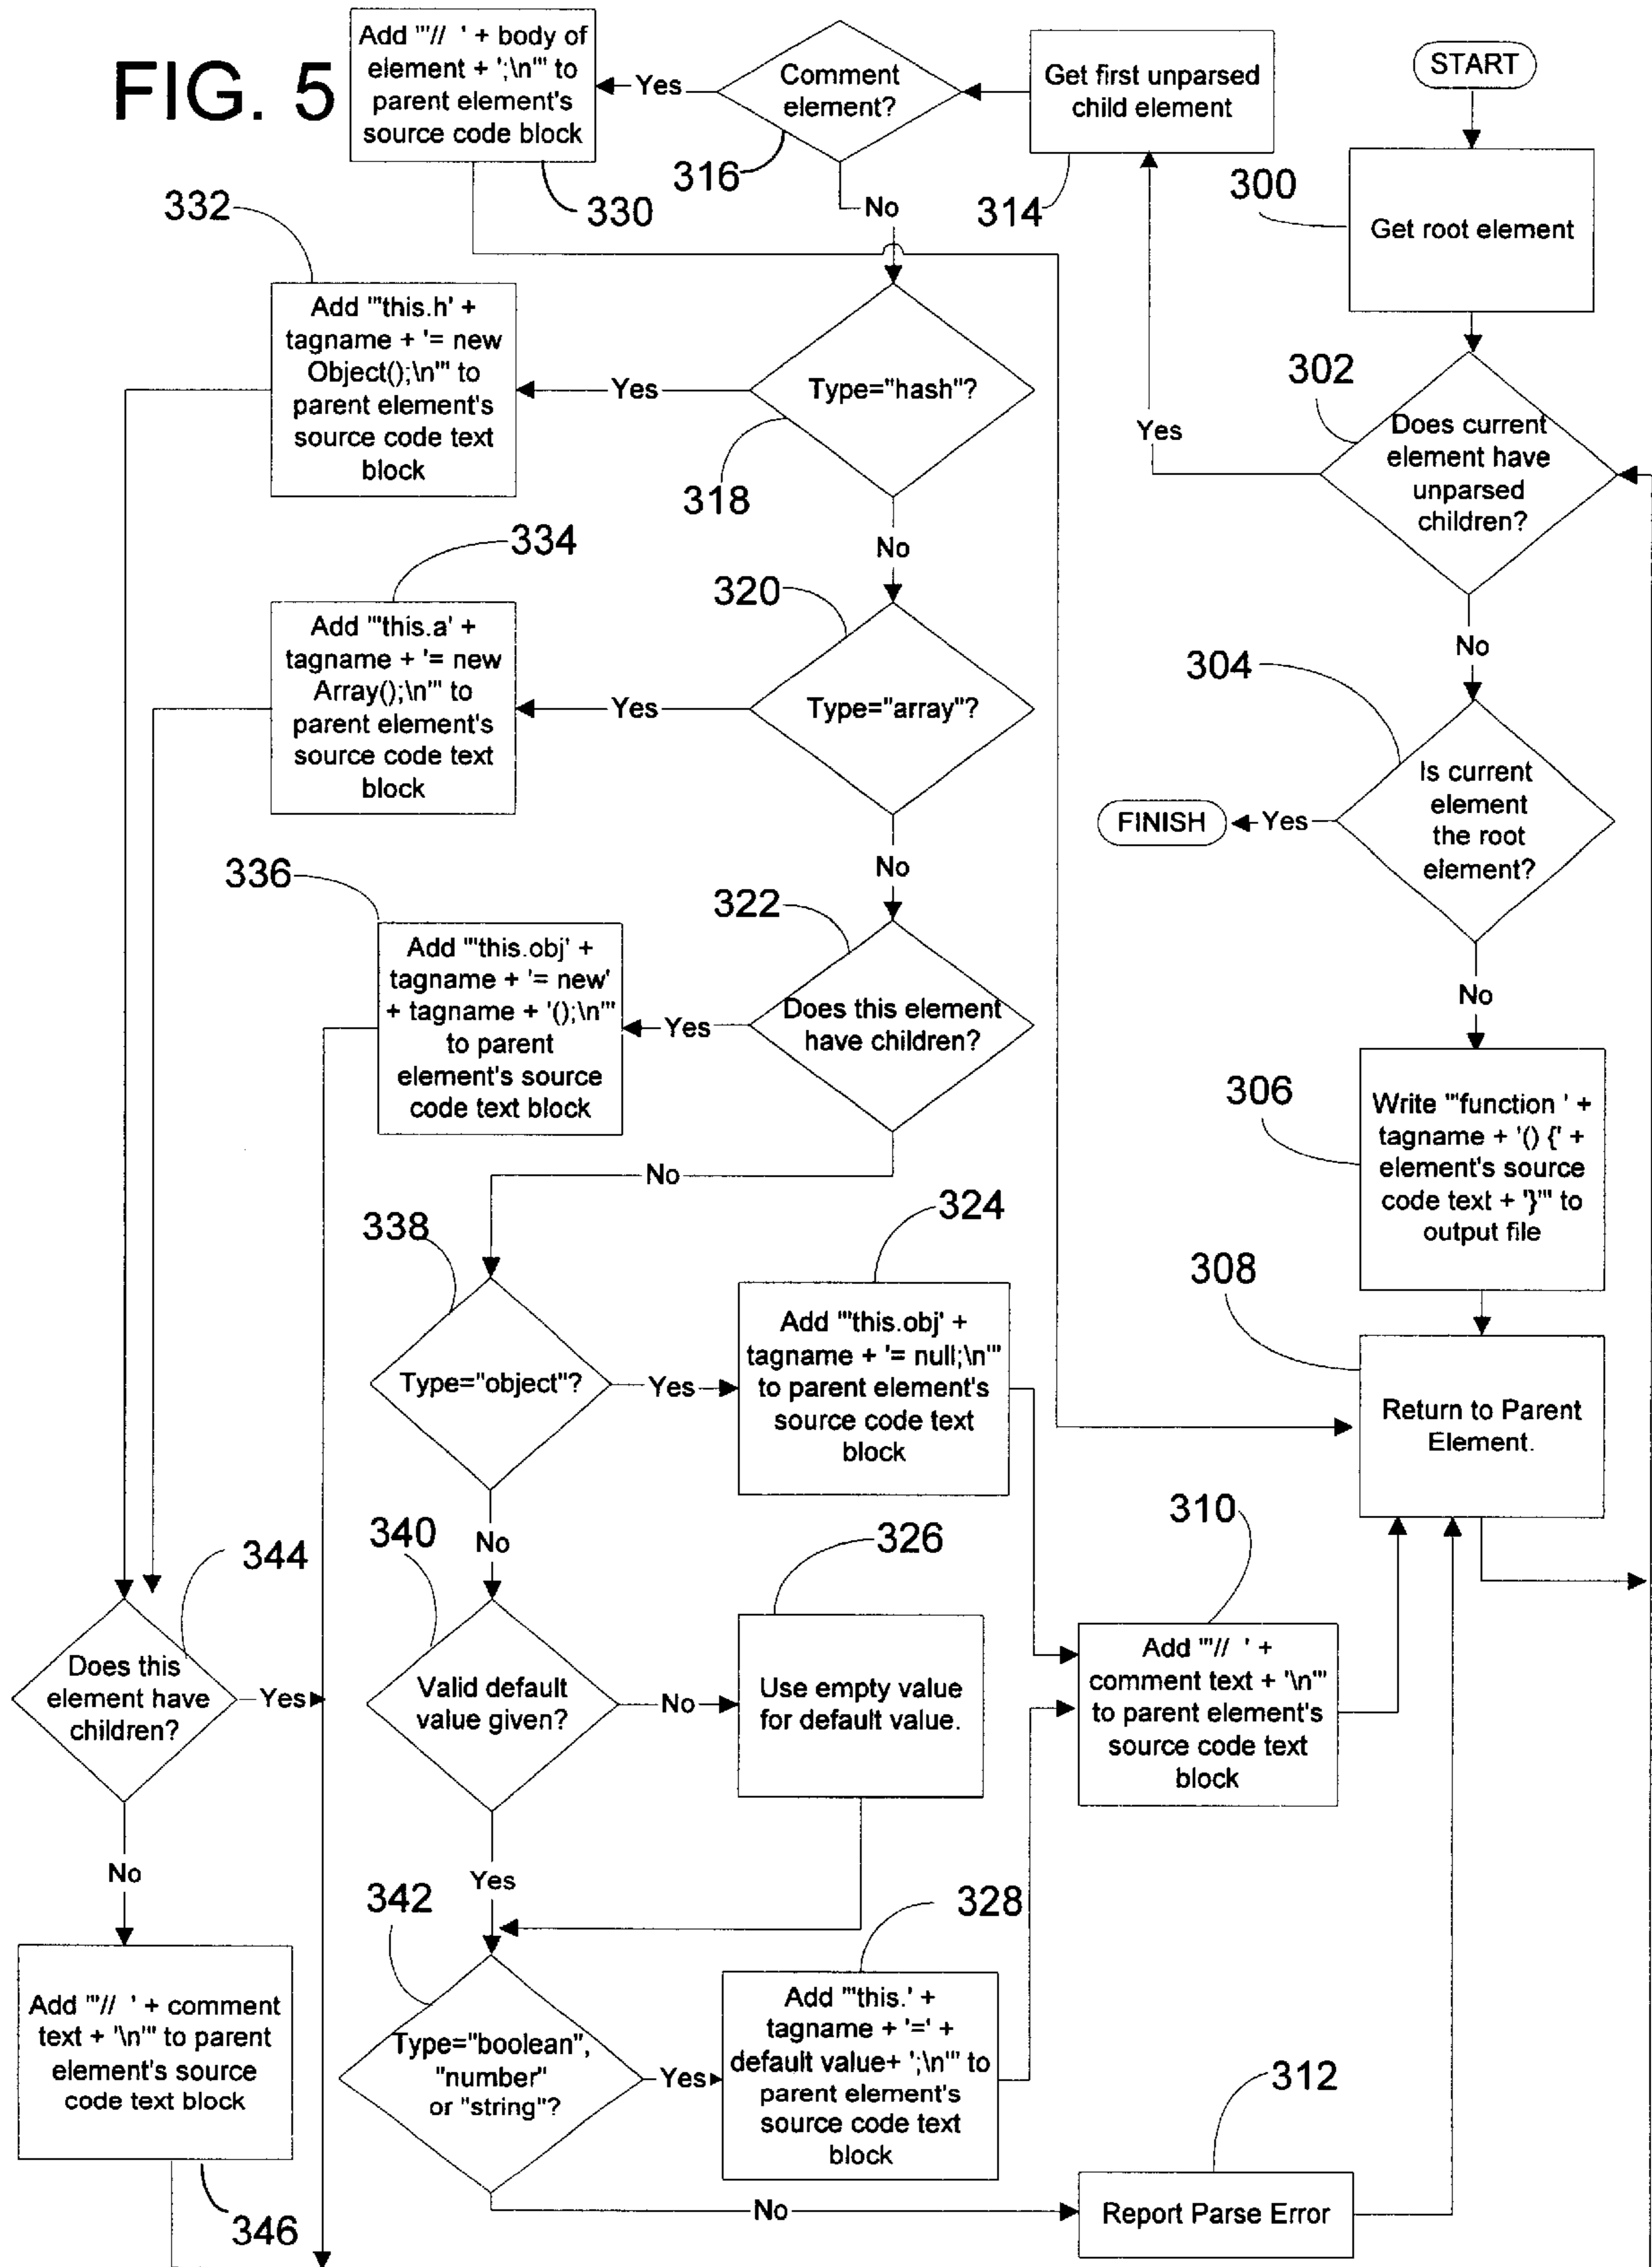 FIG. 5
START
300
Get root element
302
Does current
element have
unparsed
children?
Yes
No
304
Is current
element
the root
element?
Yes
FINISH
No
306
Write "'function ' +
tagname + '() {' +
element's source
code text + '}'" to
output file
308
Return to Parent
Element.
314
Get first unparsed
child element
316
Comment
element?
Yes
No
330
Add "'// ' + body of
element + ';\n'" to
parent element's
source code block
318
Type="hash"?
Yes
No
332
Add "'this.h' +
tagname + '= new
Object();\n'" to
parent element's
source code text
block
320
Type="array"?
Yes
No
334
Add "'this.a' +
tagname + '= new
Array();\n'" to
parent element's
source code text
block
322
Does this element
have children?
Yes
No
336
Add "'this.obj' +
tagname + '= new'
+ tagname + '();\n'"
to parent
element's source
code text block
338
Type="object"?
Yes
No
324
Add "'this.obj' +
tagname + '= null;\n'"
to parent element's
source code text
block
340
Valid default
value given?
No
Yes
326
Use empty value
for default value.
310
Add "'// ' +
comment text + '\n'"
to parent element's
source code text
block
342
Type="boolean",
"number"
or "string"?
Yes
No
328
Add "'this.' +
tagname + '=' +
default value+ ';\n'" to
parent element's
source code text
block
312
Report Parse Error
344
Does this
element have
children?
Yes
No
346
Add "'// ' + comment
text + '\n'" to parent
element's source
code text block